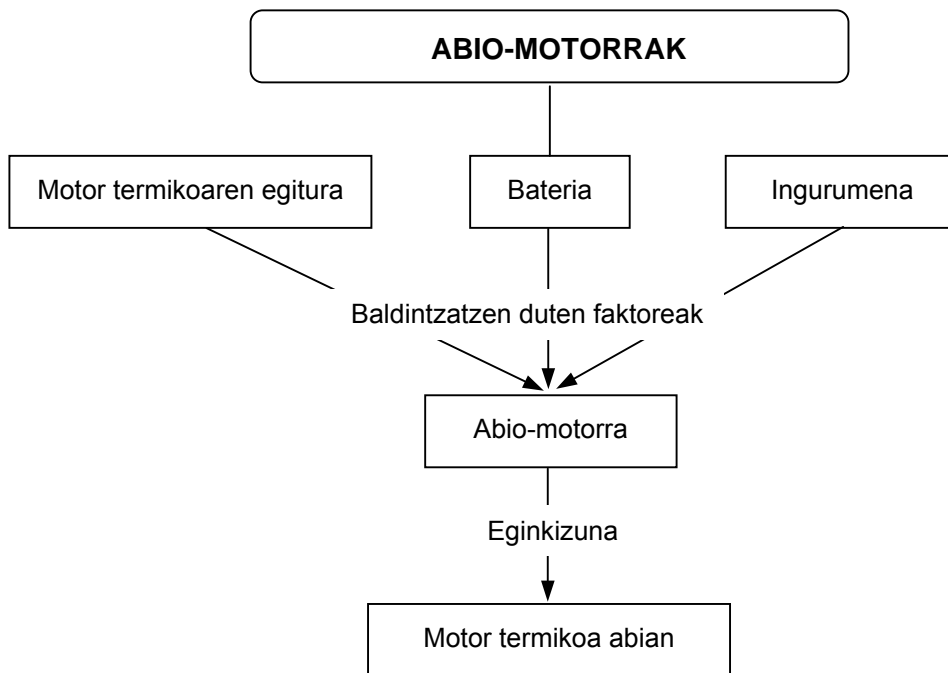 ABIO-MOTORRAK
Motor termikoaren egitura
Bateria
Ingurumena
Baldintzatzen duten faktoreak
Abio-motorra
Eginkizuna
Motor termikoa abian